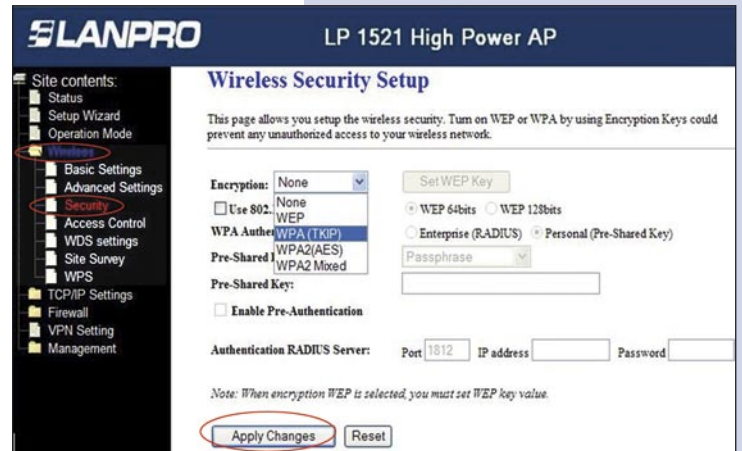 LANPRO
LP 1521 High Power AP
Site contents:
Status
Setup Wizard
Operation Mode
Wireless
Basic Settings
Advanced Settings
Security
Access Control
WDS settings
Site Survey
WPS
TCP/IP Settings
Firewall
VPN Setting
Management
Wireless Security Setup
This page allows you setup the wireless security. Turn on WEP or WPA by using Encryption Keys could
prevent any unauthorized access to your wireless network.
Encryption: None Set WEP Key
None
WEP
WPA (TKIP)
WPA2(AES)
WPA2 Mixed
Use 802. WEP 64bits WEP 128bits
WPA Authen Enterprise (RADIUS) Personal (Pre-Shared Key)
Pre-Shared Passphrase
Pre-Shared Key:
Enable Pre-Authentication
Authentication RADIUS Server: Port 1812 IP address Password
Note: When encryption WEP is selected, you must set WEP key value.
Apply Changes Reset